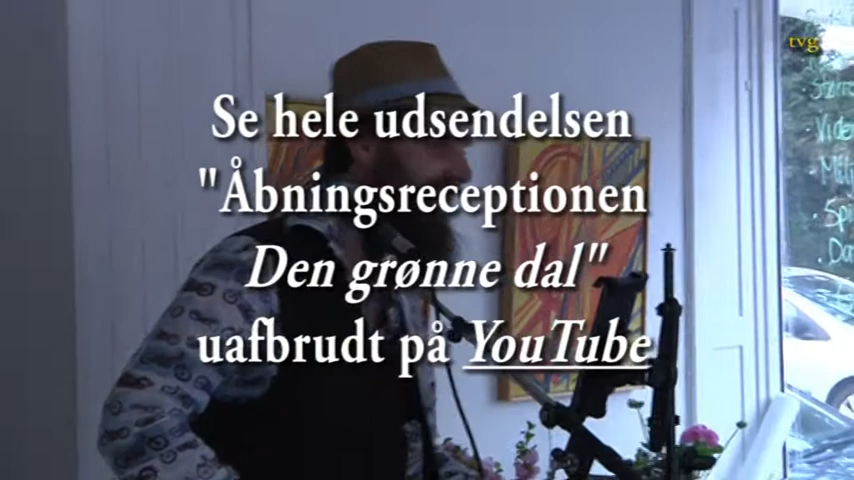 tvg
Se hele udsendelsen
"Åbningsreceptionen
Den grønne dal"
uafbrudt på YouTube